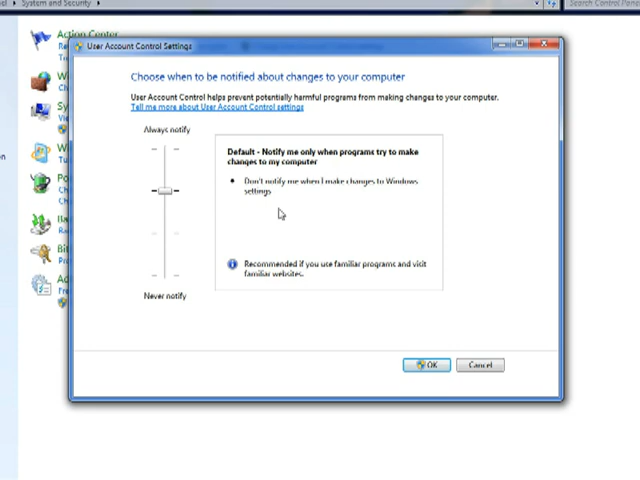 System and Security
Search Control Pane
Action Center
User Account Control Settings
Choose when to be notified about changes to your computer
User Account Control helps prevent potentially harmful programs from making changes to your computer.
Tell me more about User Account Control settings
Always notify
Default - Notify me only when programs try to make
changes to my computer
Don't notify me when I make changes to Windows
settings
Recommended if you use familiar programs and visit
familiar websites.
Never notify
OK
Cancel